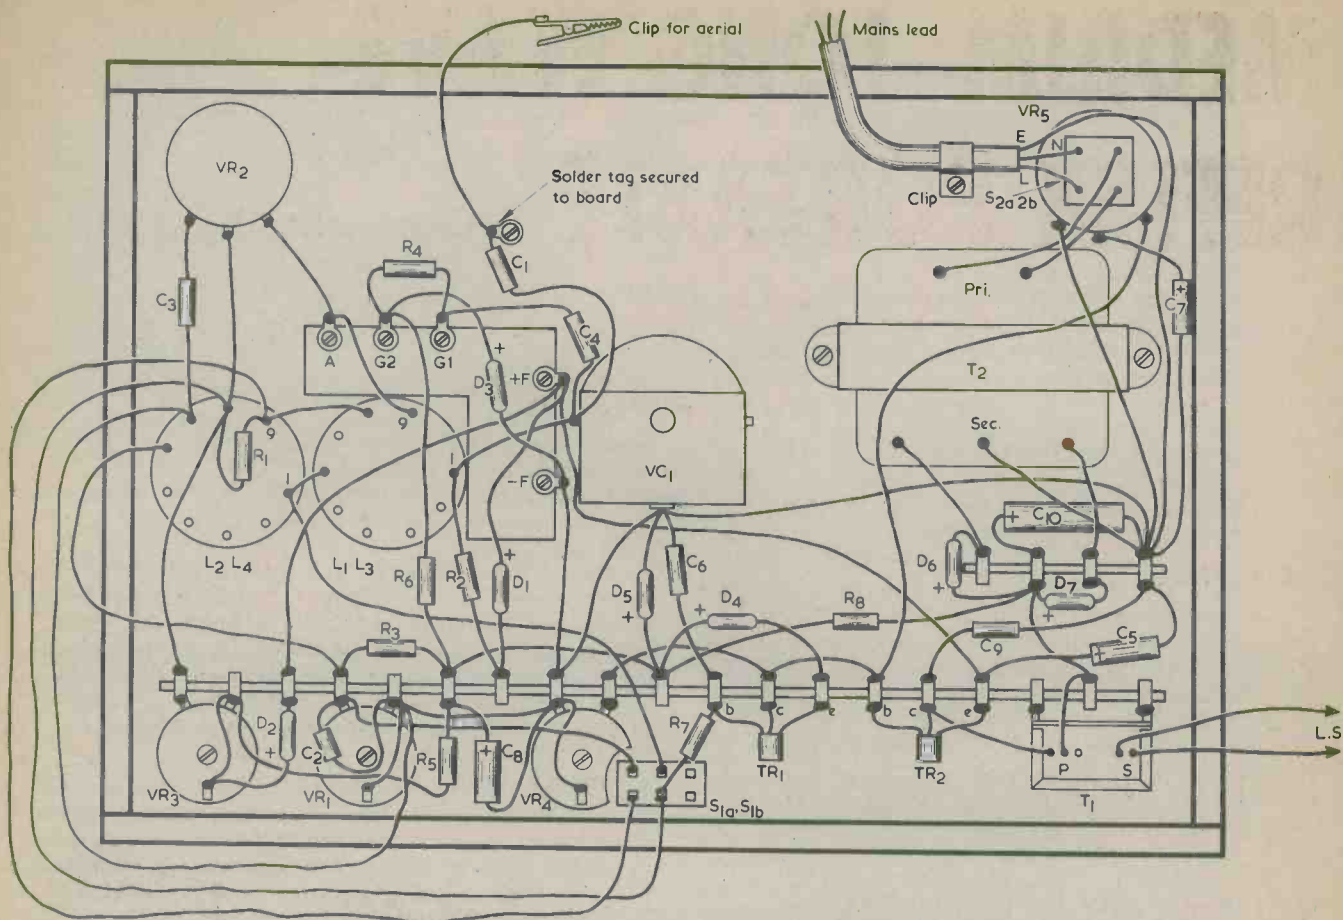 Clip for aerial
Mains lead
VR5
E
N
L
VR2
Solder tag secured
to board
Clip
S2a 2b
R4
C1
C3
Pri.
C7
+
A
G2
G1
C4
+
D3
+F
T2
9
9
Sec.
R1
VC1
1
1
-F
+ C10
L2 L4
L1 L3
R6
R2
+
D1
D5
+
C6
D6
+
D7
+
+ D4
R8
R3
C9
+ C5
b
c
e
b
c
e
D2
C2
R5
+
C8
R7
TR1
TR2
P
S
L.S
VR3
VR1
VR4
S1a,S1b
T1